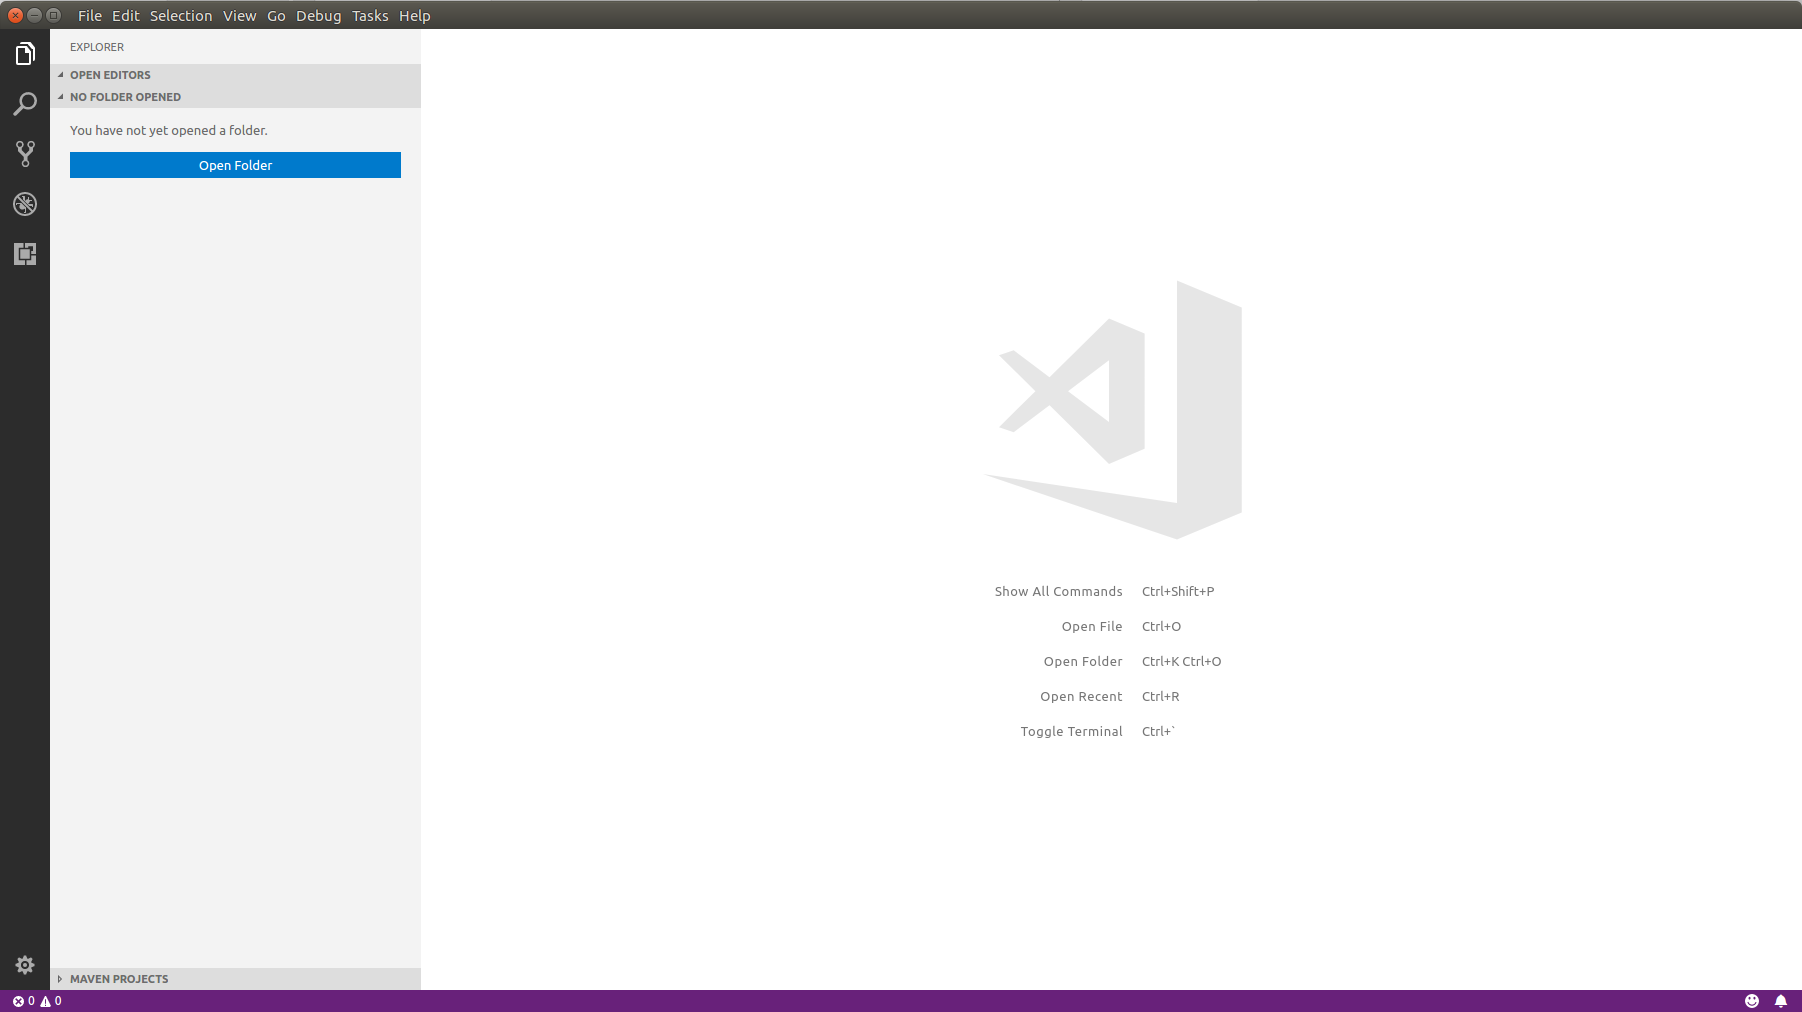 File Edit Selection View Go Debug Tasks Help
EXPLORER
OPEN EDITORS
NO FOLDER OPENED
You have not yet opened a folder.
Open Folder
Show All Commands Ctrl+Shift+P
Open File Ctrl+O
Open Folder Ctrl+K Ctrl+O
Open Recent Ctrl+R
Toggle Terminal Ctrl+`
MAVEN PROJECTS
0 0